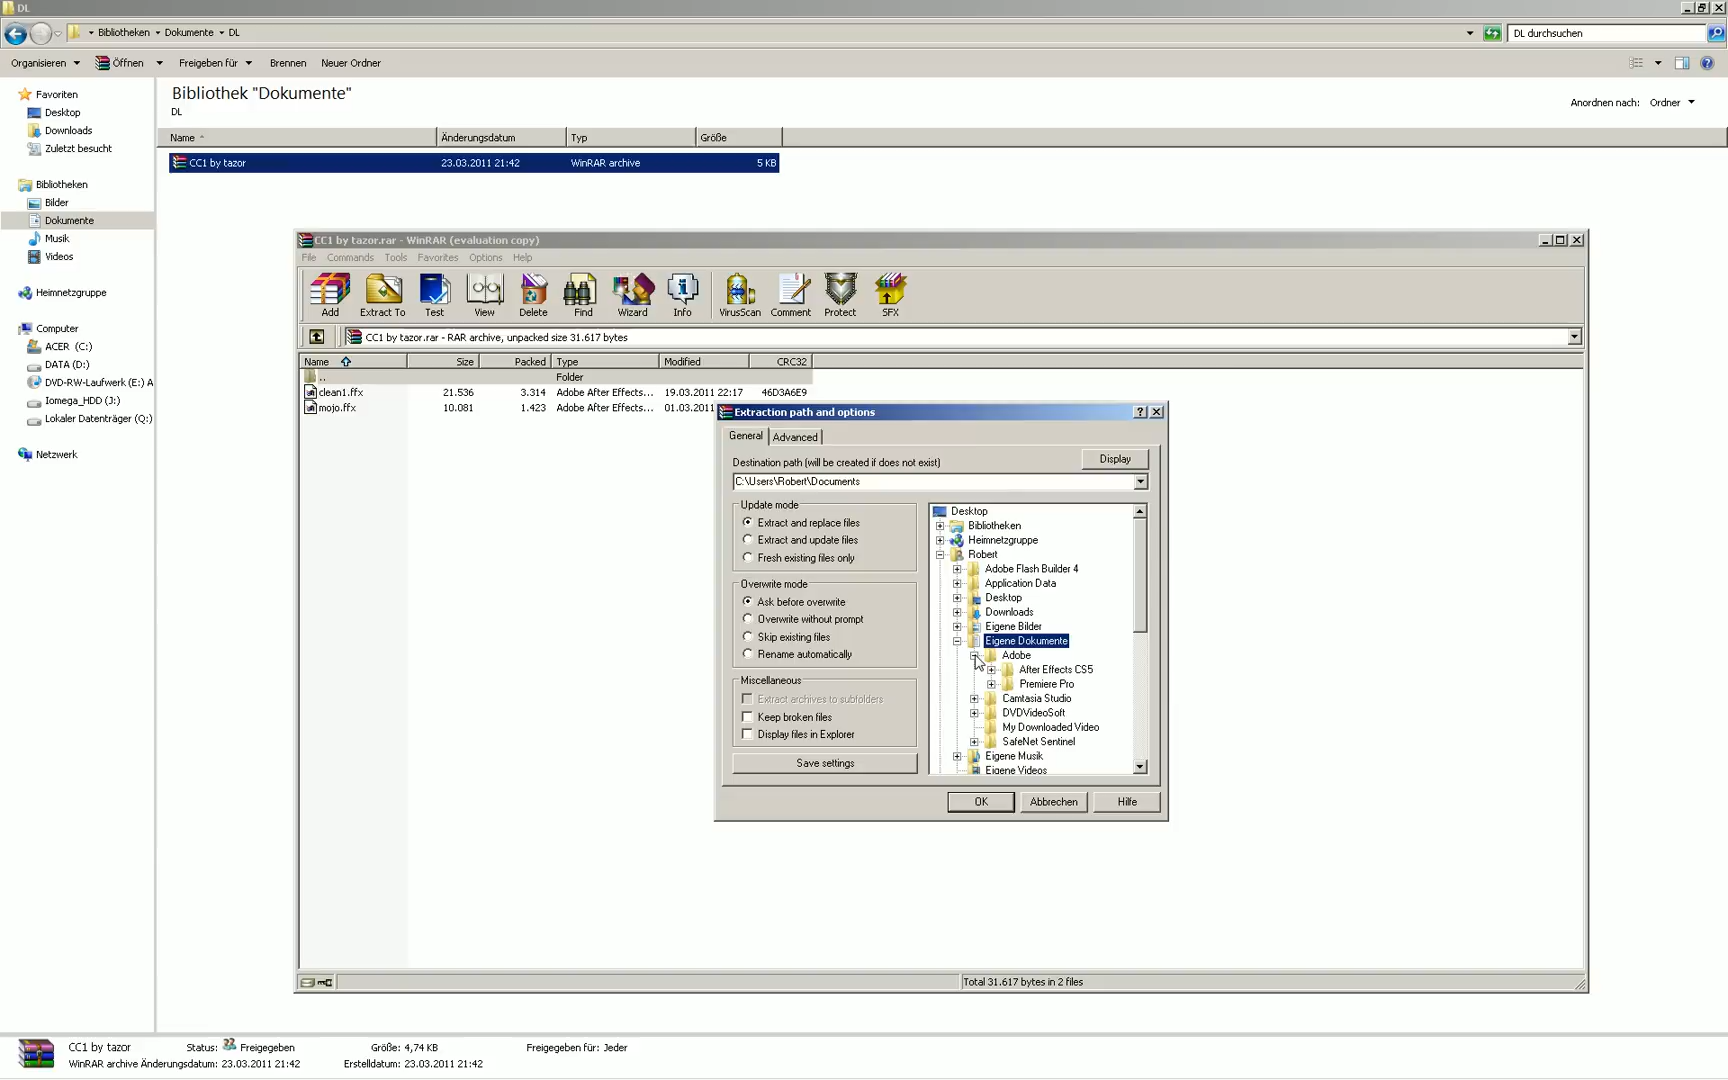 DL
Bibliotheken Dokumente DL
DL durchsuchen
Organisieren Öffnen Freigeben für Brennen Neuer Ordner
Favoriten
Desktop
Downloads
Zuletzt besucht
Bibliotheken
Bilder
Dokumente
Musik
Videos
Heimnetzgruppe
Computer
ACER (C:)
DATA (D:)
DVD-RW-Laufwerk (E:) A
Iomega_HDD (J:)
Lokaler Datenträger (Q:)
Netzwerk
Bibliothek "Dokumente"
DL
Anordnen nach: Ordner
Name Änderungsdatum Typ Größe
CC1 by tazor 23.03.2011 21:42 WinRAR archive 5 KB
CC1 by tazor.rar - WinRAR (evaluation copy)
File Commands Tools Favorites Options Help
Add Extract To Test View Delete Find Wizard Info VirusScan Comment Protect SFX
CC1 by tazor.rar - RAR archive, unpacked size 31.617 bytes
Name Size Packed Type Modified CRC32
.. Folder
clean1.ffx 21.536 3.314 Adobe After Effects... 19.03.2011 22:17 46D3A6E9
mojo.ffx 10.081 1.423 Adobe After Effects... 01.03.2011
Extraction path and options
General Advanced
Destination path (will be created if does not exist)
Display
C:\Users\Robert\Documents
Update mode
Extract and replace files
Extract and update files
Fresh existing files only
Overwrite mode
Ask before overwrite
Overwrite without prompt
Skip existing files
Rename automatically
Miscellaneous
Extract archives to subfolders
Keep broken files
Display files in Explorer
Save settings
Desktop
Bibliotheken
Heimnetzgruppe
Robert
Adobe Flash Builder 4
Application Data
Desktop
Downloads
Eigene Bilder
Eigene Dokumente
Adobe
After Effects CS5
Premiere Pro
Camtasia Studio
DVDVideoSoft
My Downloaded Video
SafeNet Sentinel
Eigene Musik
Eigene Videos
OK Abbrechen Hilfe
Total 31.617 bytes in 2 files
CC1 by tazor Status: Freigegeben Größe: 4,74 KB Freigegeben für: Jeder
WinRAR archive Änderungsdatum: 23.03.2011 21:42 Erstelldatum: 23.03.2011 21:42